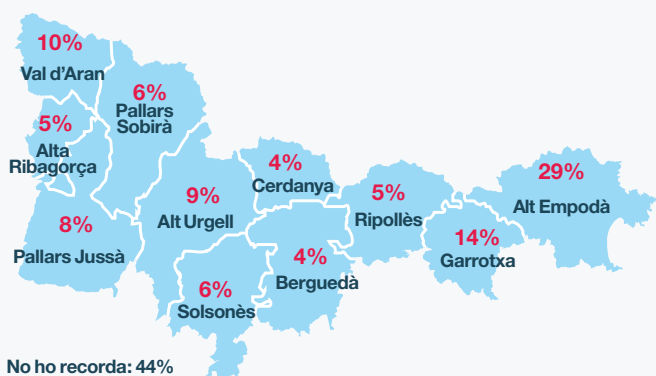 10%
Val d'Aran
6%
Pallars
Sobirà
5%
Alta
Ribagorça
4%
Cerdanya
9%
Alt Urgell
5%
Ripollès
29%
Alt Empodà
8%
Pallars Jussà
14%
Garrotxa
4%
Berguedà
6%
Solsonès
No ho recorda: 44%